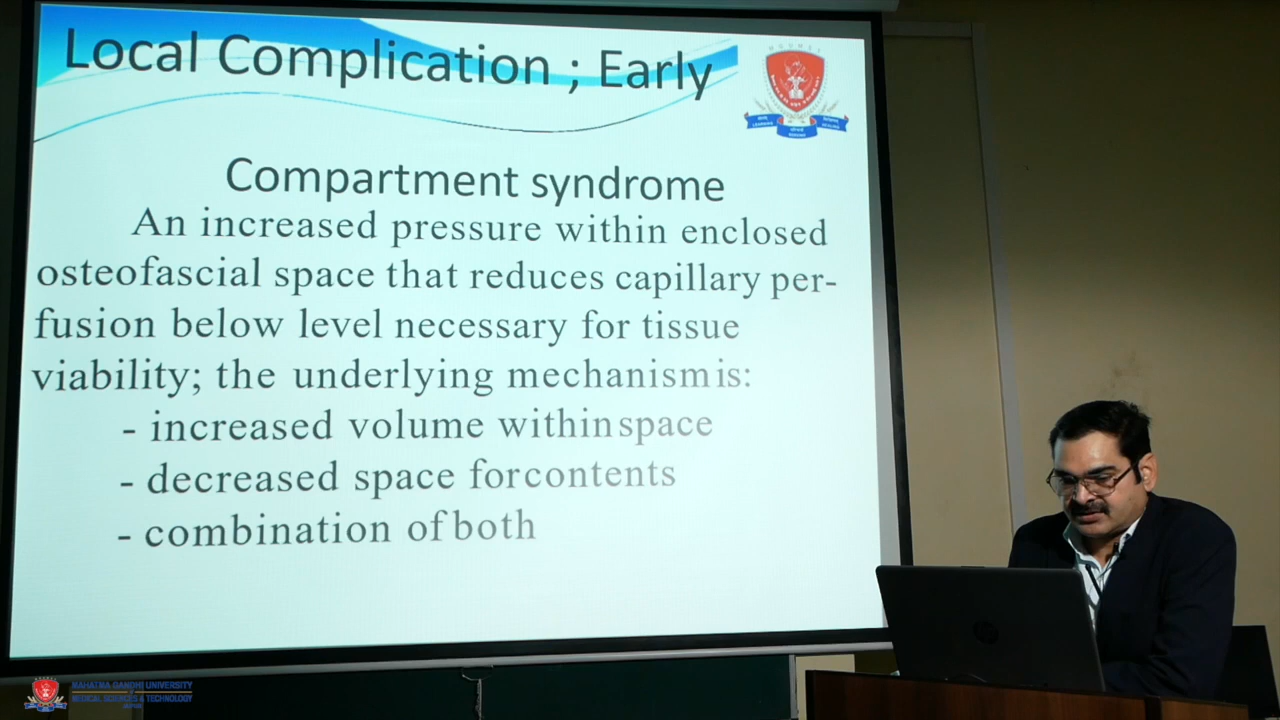 Local Complication ; Early
Compartment syndrome
An increased pressure within enclosed
osteofascial space that reduces capillary per-
fusion below level necessary for tissue
viability; the underlying mechanism is:
- increased volume within space
- decreased space for contents
- combination of both
MAHATMA GANDHI UNIVERSITY
MEDICAL SCIENCES & TECHNOLOGY
JAIPUR